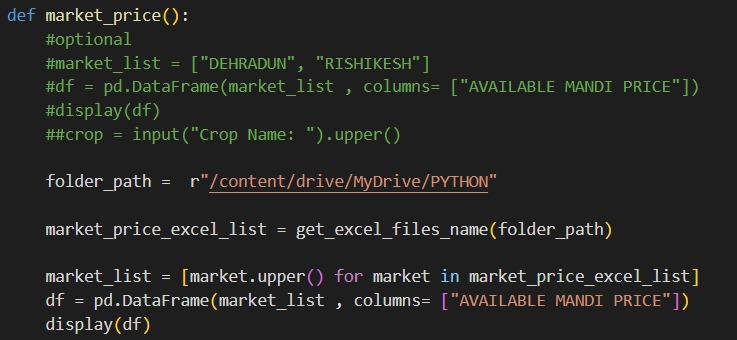 def market_price():
#optional
#market_list = ["DEHRADUN", "RISHIKESH"]
#df = pd.DataFrame(market_list , columns= ["AVAILABLE MANDI PRICE"])
#display(df)
##crop = input("Crop Name: ").upper()
folder_path =  r"/content/drive/MyDrive/PYTHON"
market_price_excel_list = get_excel_files_name(folder_path)
market_list = [market.upper() for market in market_price_excel_list]
df = pd.DataFrame(market_list , columns= ["AVAILABLE MANDI PRICE"])
display(df)